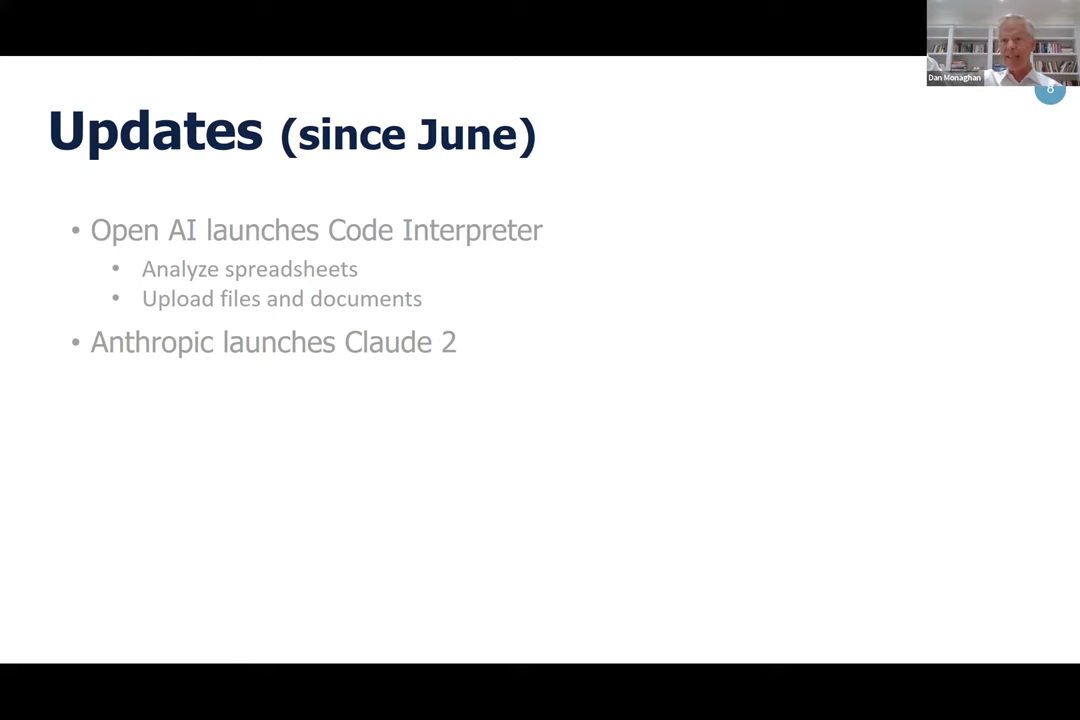 Dan Monaghan
8
Updates (since June)
• Open AI launches Code Interpreter
• Analyze spreadsheets
• Upload files and documents
• Anthropic launches Claude 2